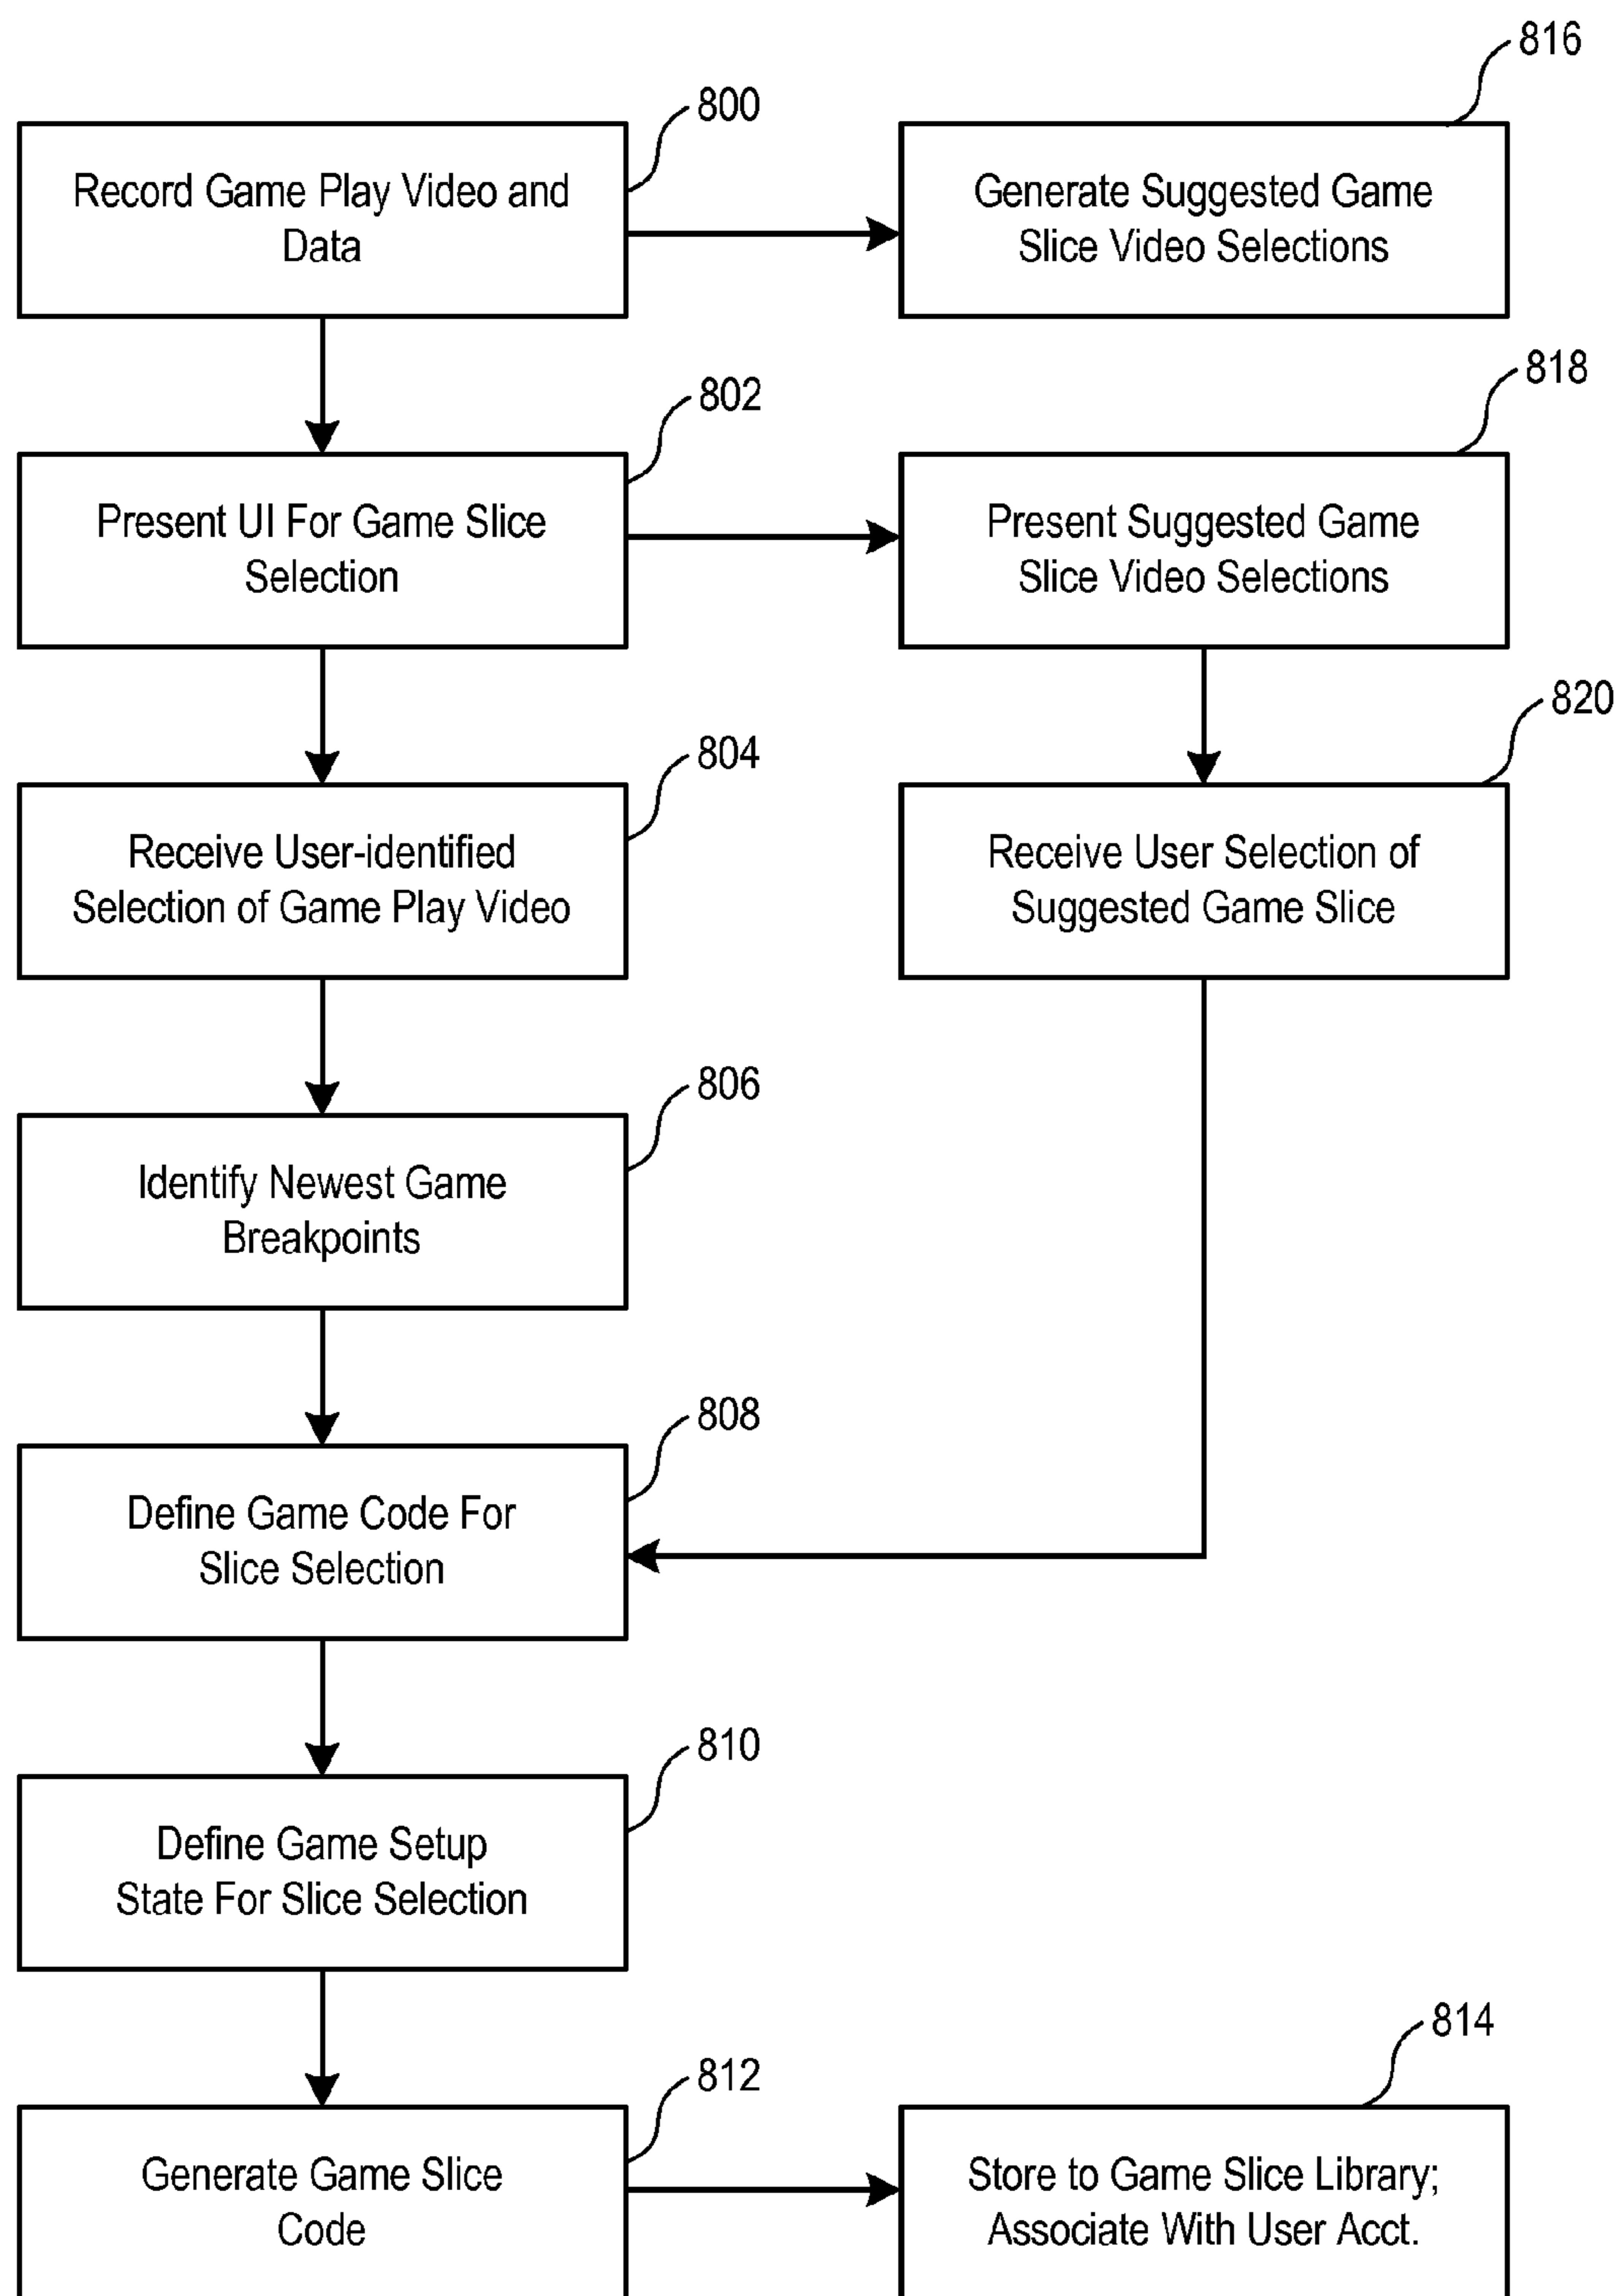 816
800
Record Game Play Video and
Data
Generate Suggested Game
Slice Video Selections
818
802
Present UI For Game Slice
Selection
Present Suggested Game
Slice Video Selections
820
804
Receive User-identified
Selection of Game Play Video
Receive User Selection of
Suggested Game Slice
806
Identify Newest Game
Breakpoints
808
Define Game Code For
Slice Selection
810
Define Game Setup
State For Slice Selection
814
812
Generate Game Slice
Code
Store to Game Slice Library;
Associate With User Acct.